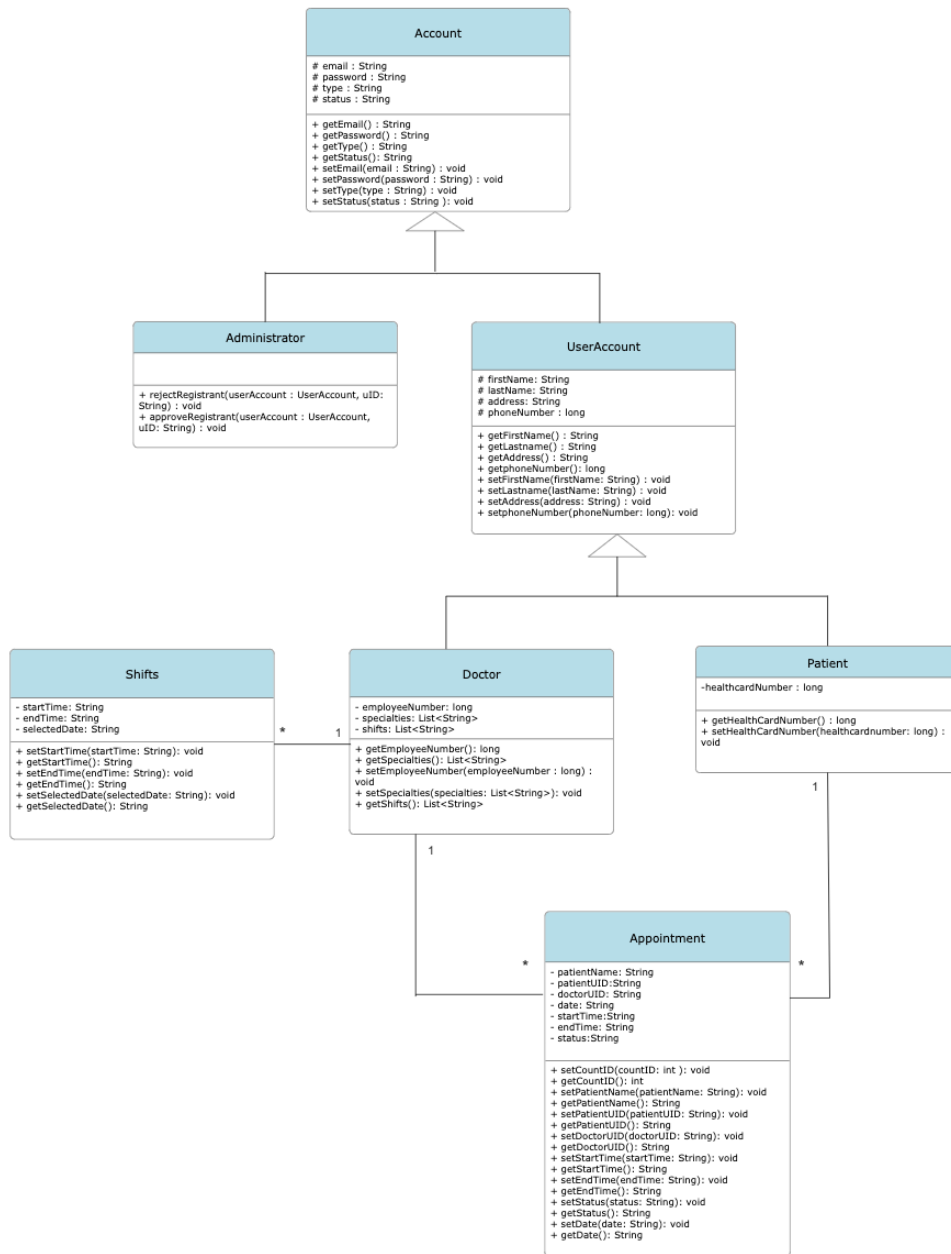 Account
# email : String
# password : String
# type : String
# status : String
+ getEmail() : String
+ getPassword() : String
+ getType() : String
+ getStatus(): String
+ setEmail(email : String) : void
+ setPassword(password : String) : void
+ setType(type : String) : void
+ setStatus(status : String ): void
Administrator
+ rejectRegistrant(userAccount : UserAccount, uID:
String) : void
+ approveRegistrant(userAccount : UserAccount,
uID: String) : void
UserAccount
# firstName: String
# lastName: String
# address: String
# phoneNumber : long
+ getFirstName() : String
+ getLastname() : String
+ getAddress() : String
+ getphoneNumber(): long
+ setFirstName(firstName: String) : void
+ setLastname(lastName: String) : void
+ setAddress(address: String) : void
+ setphoneNumber(phoneNumber: long): void
Shifts
- startTime: String
- endTime: String
- selectedDate: String
+ setStartTime(startTime: String): void
+ getStartTime(): String
+ setEndTime(endTime: String): void
+ getEndTime(): String
+ setSelectedDate(selectedDate: String): void
+ getSelectedDate(): String
*
1
Doctor
- employeeNumber: long
- specialties: List<String>
- shifts: List<String>
+ getEmployeeNumber(): long
+ getSpecialties(): List<String>
+ setEmployeeNumber(employeeNumber : long) :
void
+ setSpecialties(specialties: List<String>): void
+ getShifts(): List<String>
1
Patient
-healthcardNumber : long
+ getHealthCardNumber() : long
+ setHealthCardNumber(healthcardnumber: long) :
void
1
*
*
Appointment
- patientName: String
- patientUID:String
- doctorUID: String
- date: String
- startTime:String
- endTime: String
- status:String
+ setCountID(countID: int ): void
+ getCountID(): int
+ setPatientName(patientName: String): void
+ getPatientName(): String
+ setPatientUID(patientUID: String): void
+ getPatientUID(): String
+ setDoctorUID(doctorUID: String): void
+ getDoctorUID(): String
+ setStartTime(startTime: String): void
+ getStartTime(): String
+ setEndTime(endTime: String): void
+ getEndTime(): String
+ setStatus(status: String): void
+ getStatus(): String
+ setDate(date: String): void
+ getDate(): String